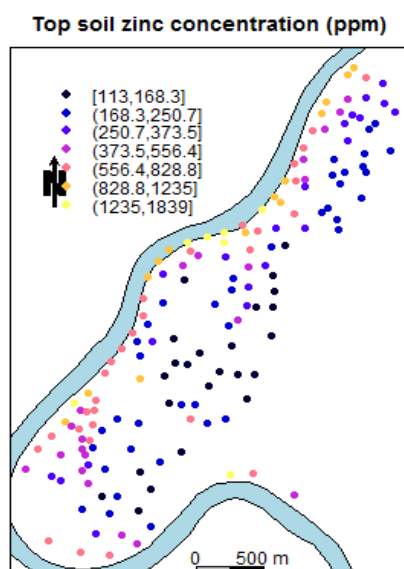 Top soil zinc concentration (ppm)
[113,168.3]
(168.3,250.7]
(250.7,373.5]
(373.5,556.4]
(556.4,828.8]
(828.8,1235]
(1235,1839]
N
0 500 m